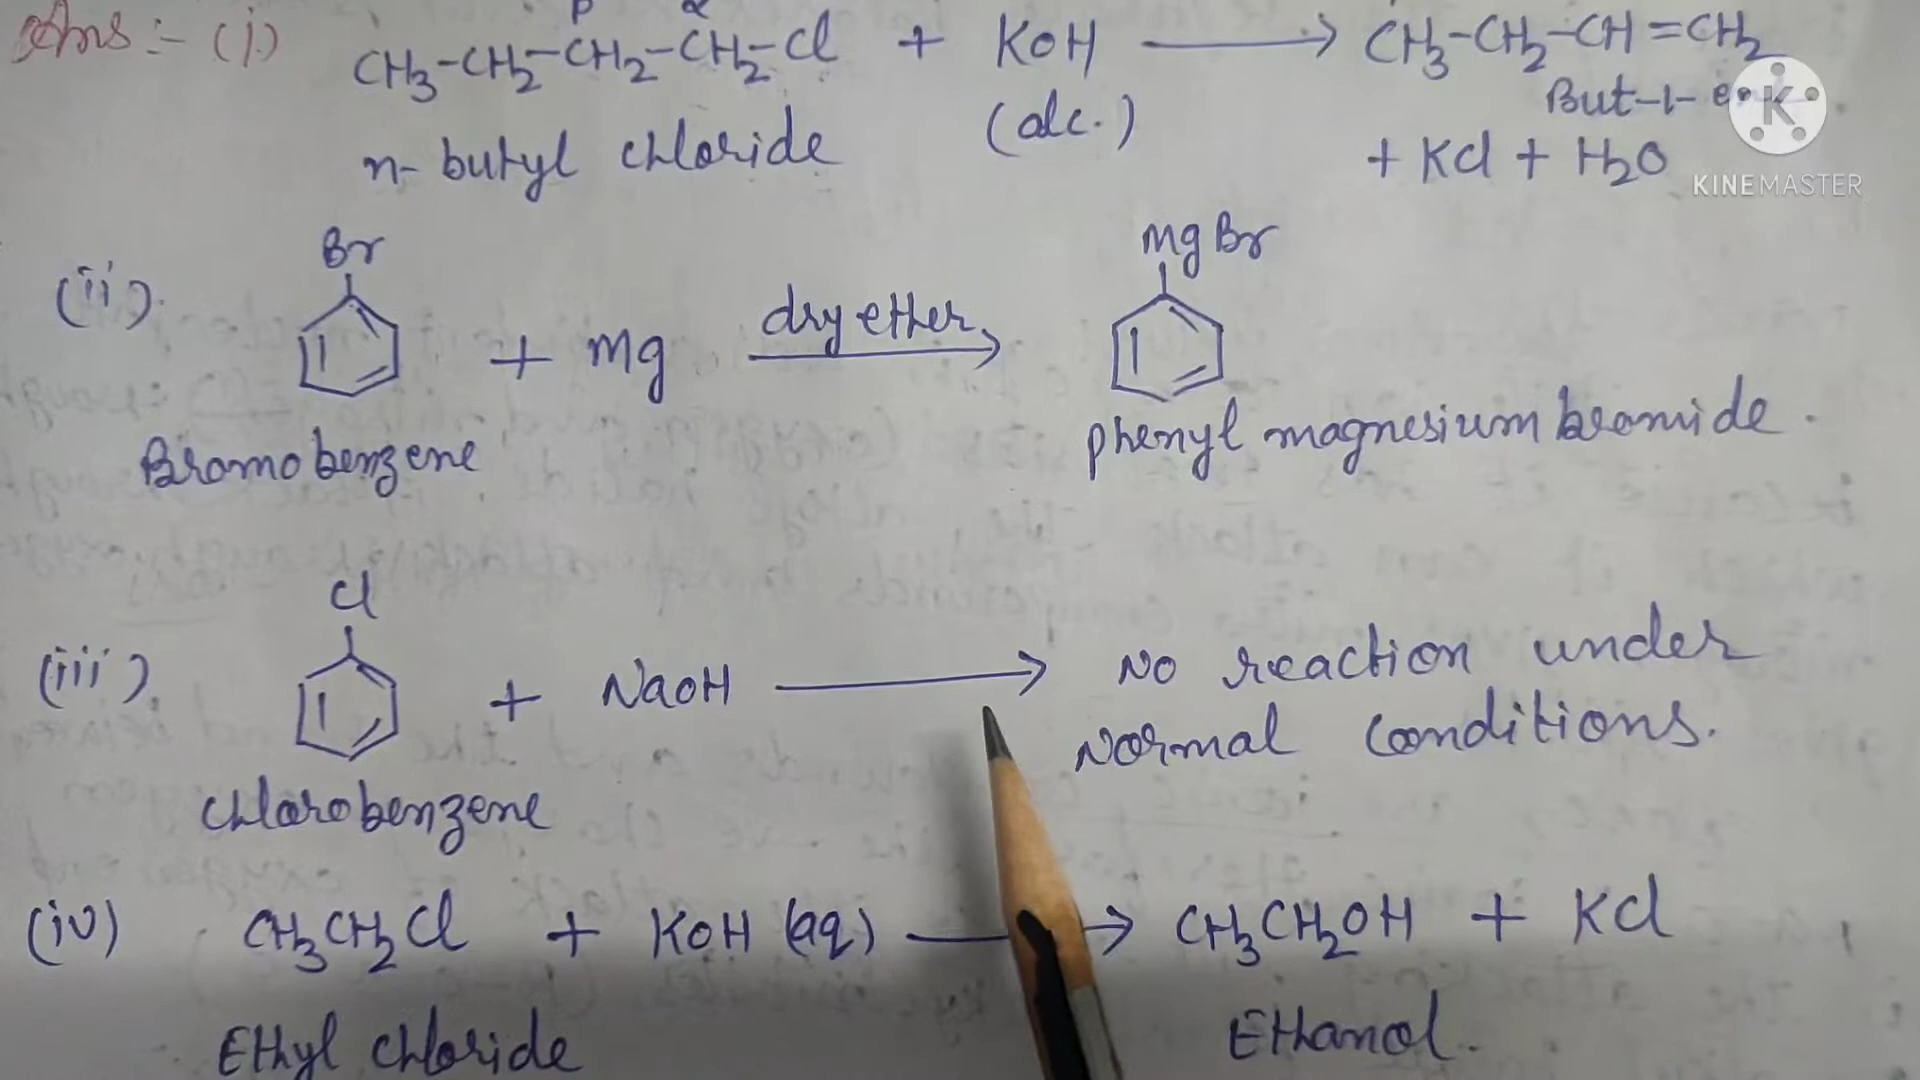 Ans :- (i) CH3-CH2-CH2-CH2-Cl + KOH → CH3-CH2-CH=CH2
β α
n-butyl chloride (alc.) But-1-
+ KCl + H2O
KINEMASTER
(ii). Br + Mg dry ether → MgBr
Bromobenzene phenyl magnesium bromide.
(iii). Cl + NaOH → No reaction under
Normal Conditions.
Chlorobenzene
(iv) CH3CH2Cl + KOH (aq) → CH3CH2OH + KCl
Ethyl chloride Ethanol.